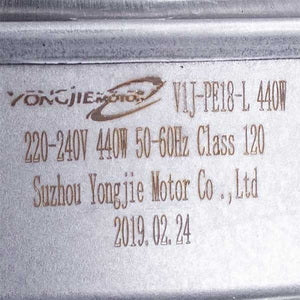 YONGJIE MOTOR V1J-PE18-L 440W
220-240V 440W 50-60Hz Class 120
Suzhou Yongjie Motor Co .,Ltd
2019.02.24